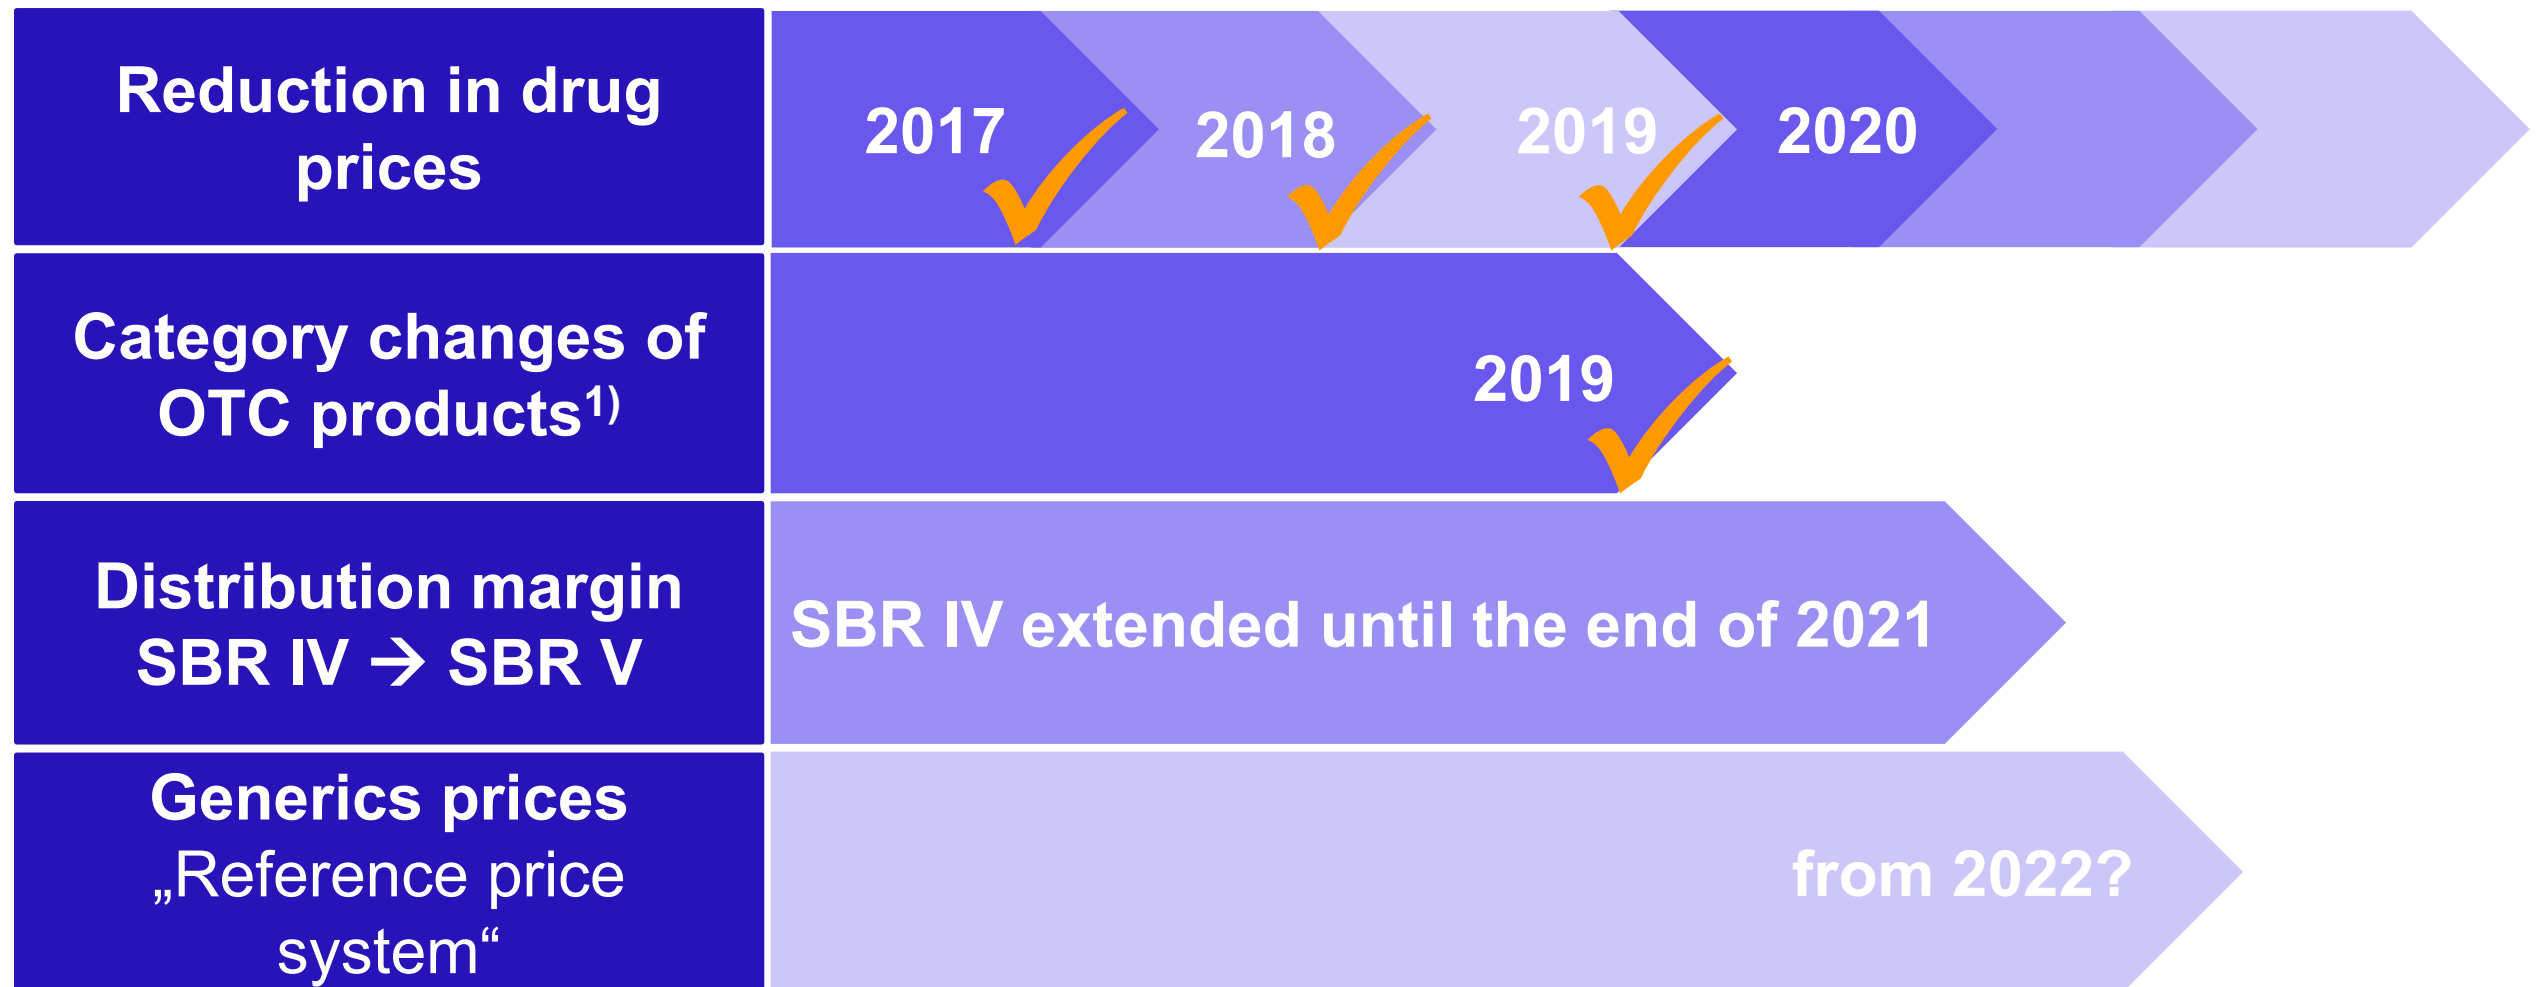 Reduction in drug
prices
2017
2018
2019
2020
Category changes of
OTC products1)
2019
Distribution margin
SBR IV → SBR V
SBR IV extended until the end of 2021
Generics prices
„Reference price
system“
from 2022?